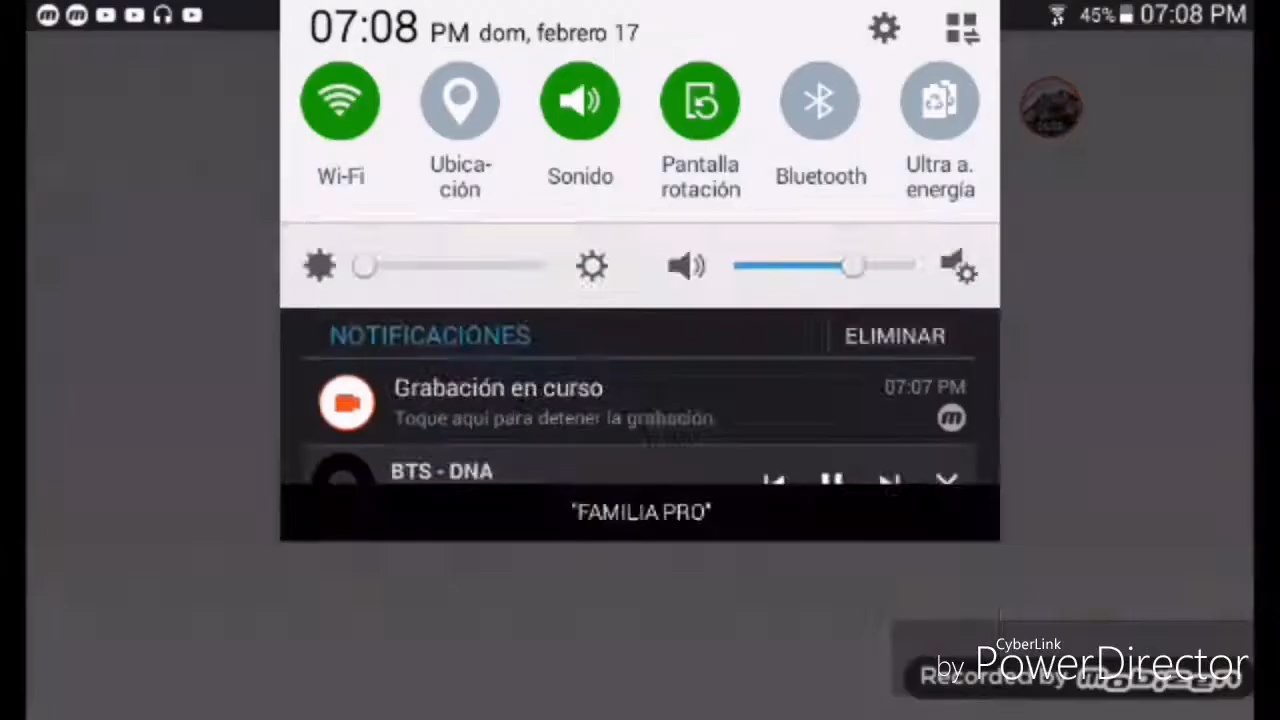 45% 07:08 PM
07:08 PM dom, febrero 17
Wi-Fi
Ubica-
ción
Sonido
Pantalla
rotación
Bluetooth
Ultra a.
energía
NOTIFICACIONES
ELIMINAR
Grabación en curso
07:07 PM
Toque aquí para detener la grabación
BTS - DNA
"FAMILIA PRO"
CyberLink
by PowerDirector
Recorded by mobizen